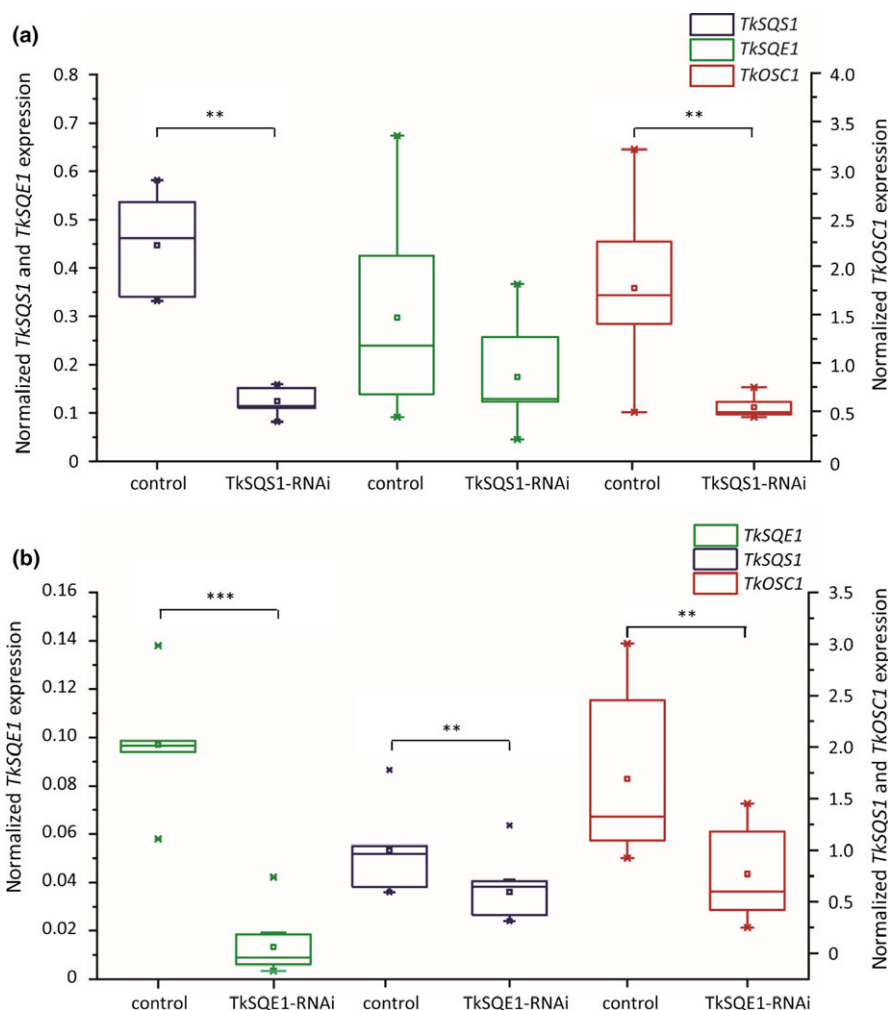 (a)
TkSQS1
TkSQE1
TkOSC1
Normalized TkSQS1 and TkSQE1 expression
0.8
0.7
0.6
0.5
0.4
0.3
0.2
0.1
0
**
**
4.0
3.5
3.0
2.5
2.0
1.5
1.0
0.5
0
Normalized TkOSC1 expression
control
TkSQS1-RNAi
control
TkSQS1-RNAi
control
TkSQS1-RNAi
(b)
TkSQE1
TkSQS1
TkOSC1
Normalized TkSQE1 expression
0.16
0.14
0.12
0.10
0.08
0.06
0.04
0.02
0
***
**
**
3.5
3.0
2.5
2.0
1.5
1.0
0.5
0
Normalized TkSQS1 and TkOSC1 expression
control
TkSQE1-RNAi
control
TkSQE1-RNAi
control
TkSQE1-RNAi